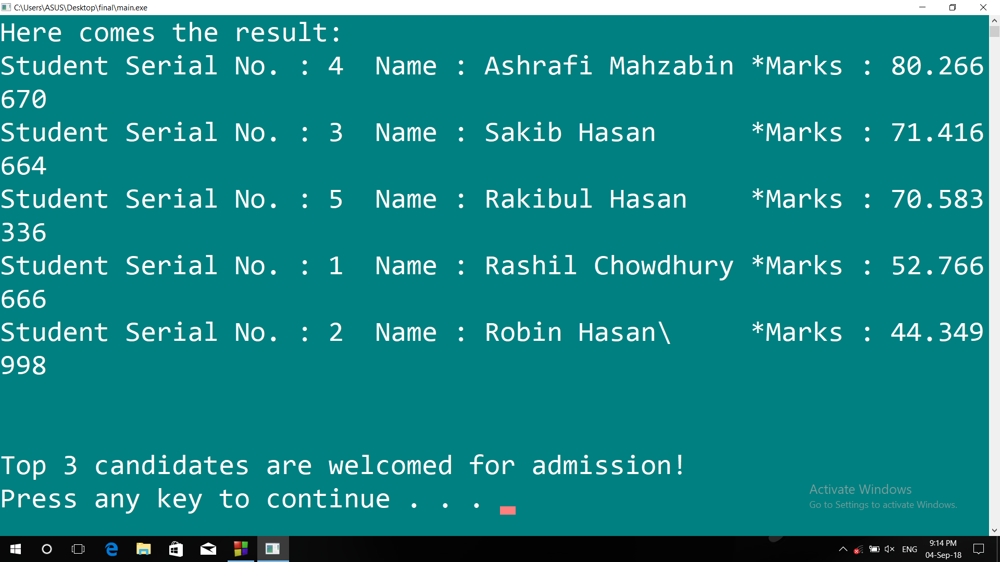 C:\Users\ASUS\Desktop\final\main.exe
Here comes the result:
Student Serial No. : 4  Name : Ashrafi Mahzabin *Marks : 80.266
670
Student Serial No. : 3  Name : Sakib Hasan      *Marks : 71.416
664
Student Serial No. : 5  Name : Rakibul Hasan    *Marks : 70.583
336
Student Serial No. : 1  Name : Rashil Chowdhury *Marks : 52.766
666
Student Serial No. : 2  Name : Robin Hasan\     *Marks : 44.349
998
Top 3 candidates are welcomed for admission!
Press any key to continue . . .
Activate Windows
Go to Settings to activate Windows.
ENG
9:14 PM
04-Sep-18